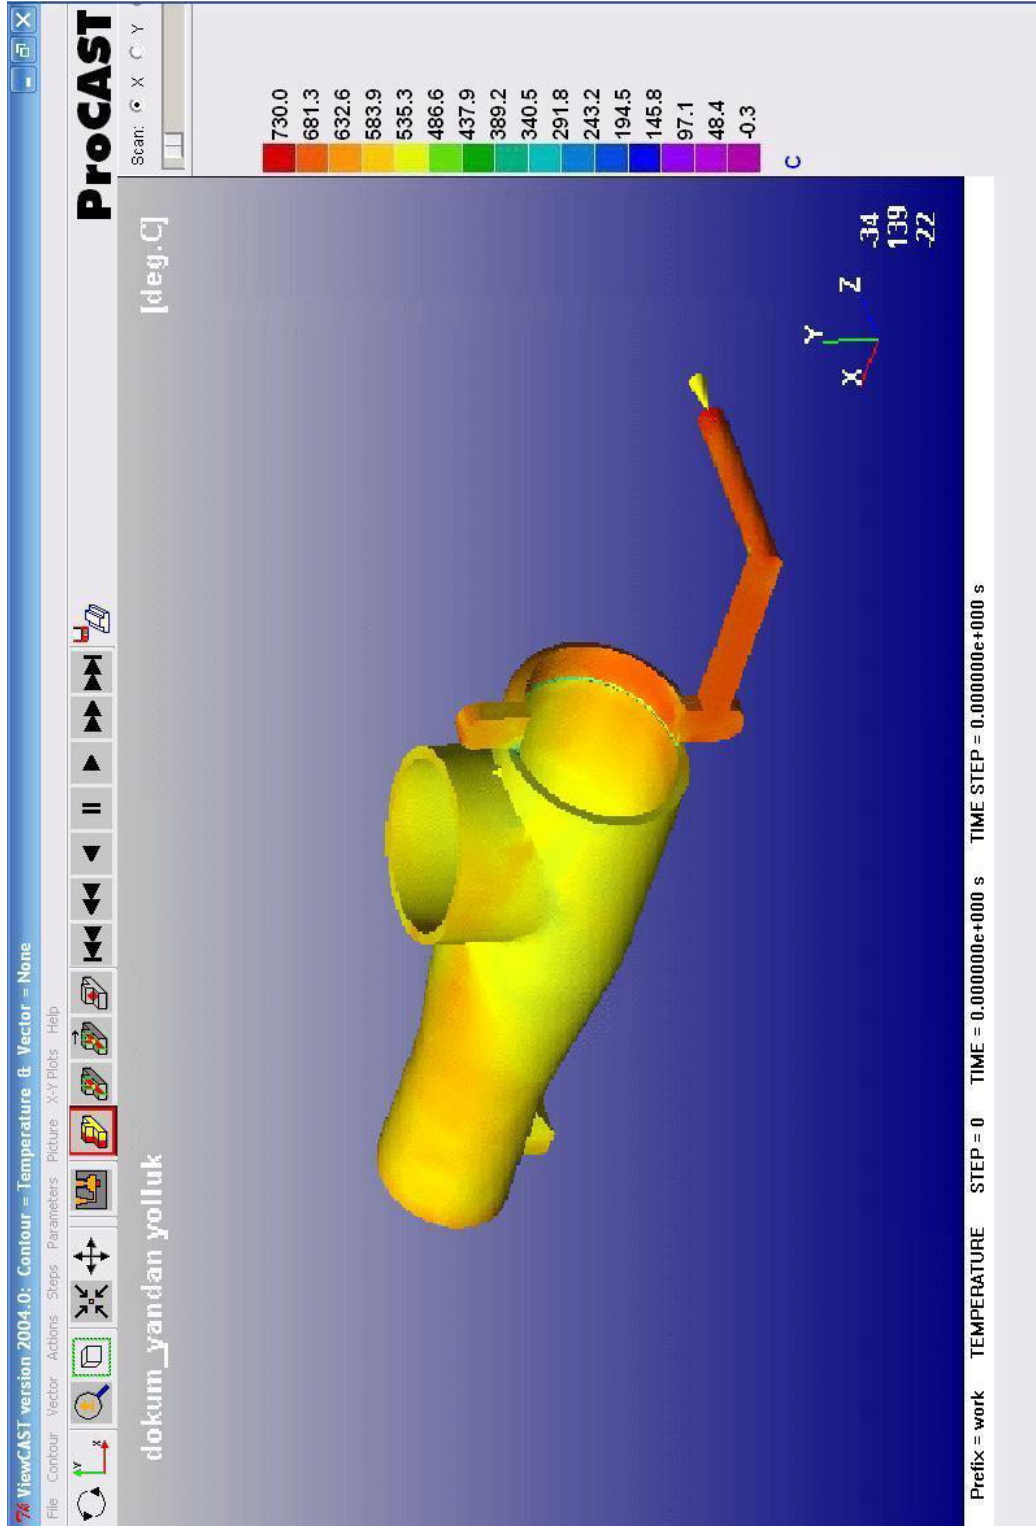 ViewCAST version 2004.0: Contour = Temperature & Vector = None
File Contour Vector Actions Steps Parameters Picture X-Y Plots Help
ProCAST
Scan: X Y
dokum_yandan yolluk
[deg.C]
730.0
681.3
632.6
583.9
535.3
486.6
437.9
389.2
340.5
291.8
243.2
194.5
145.8
97.1
48.4
-0.3
C
Y
X Z
-34
139
-22
Prefix = work TEMPERATURE STEP = 0 TIME = 0.000000e+000 s TIME STEP = 0.000000e+000 s